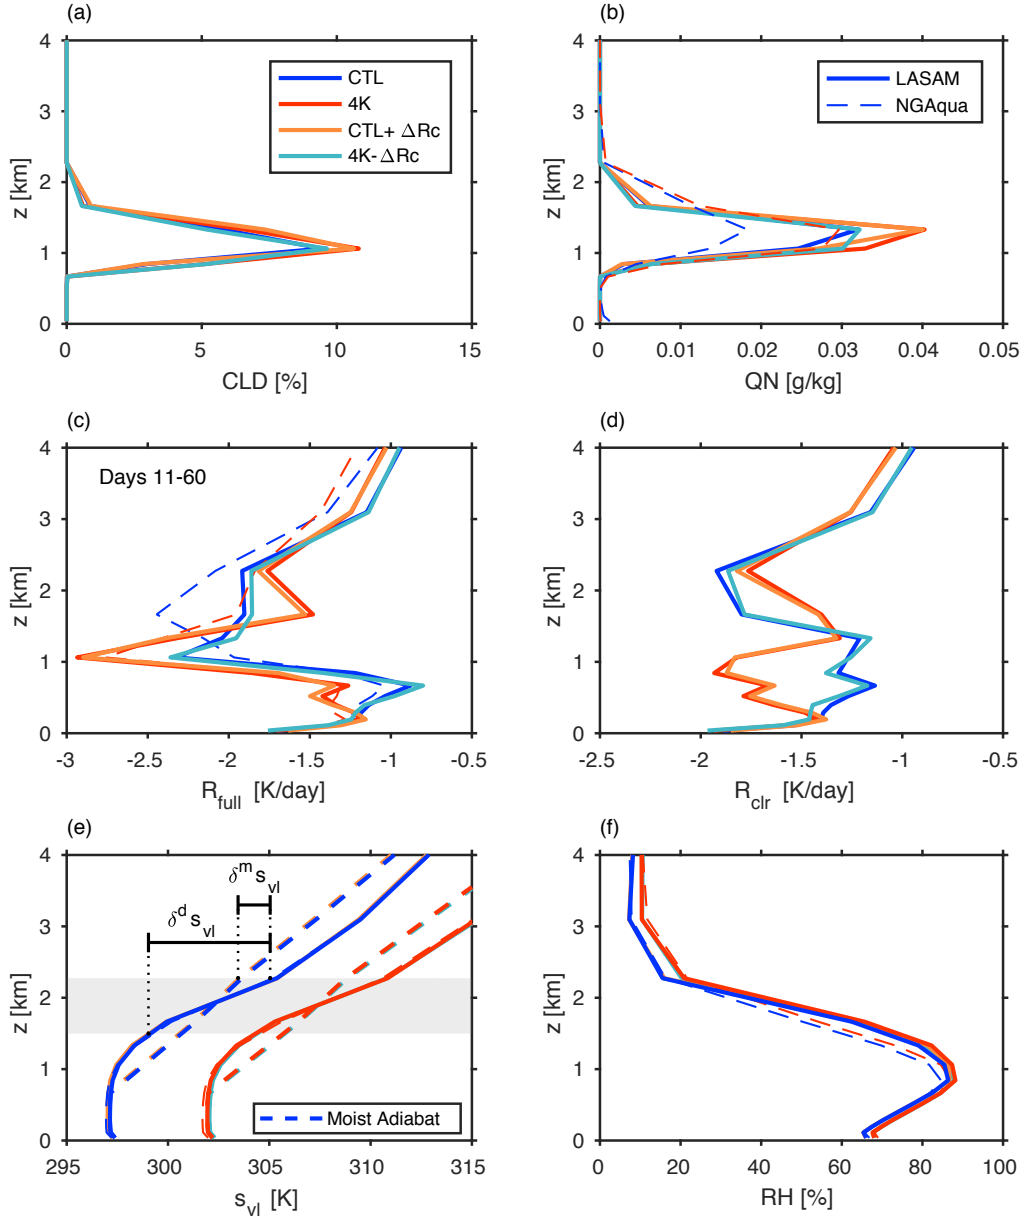 (a)
4
3
2
1
0
z [km]
0
5
10
15
CLD [%]
CTL
4K
CTL+ ΔRc
4K-ΔRc
(b)
4
3
2
1
0
z [km]
0
0.01
0.02
0.03
0.04
0.05
QN [g/kg]
LASAM
NGAqua
(c)
4
3
2
1
0
z [km]
Days 11-60
-3
-2.5
-2
-1.5
-1
-0.5
R_full [K/day]
(d)
4
3
2
1
0
z [km]
-2.5
-2
-1.5
-1
-0.5
R_clr [K/day]
(e)
4
3
2
1
0
z [km]
δ^m s_vl
δ^d s_vl
Moist Adiabat
295
300
305
310
315
s_vl [K]
(f)
4
3
2
1
0
z [km]
0
20
40
60
80
100
RH [%]